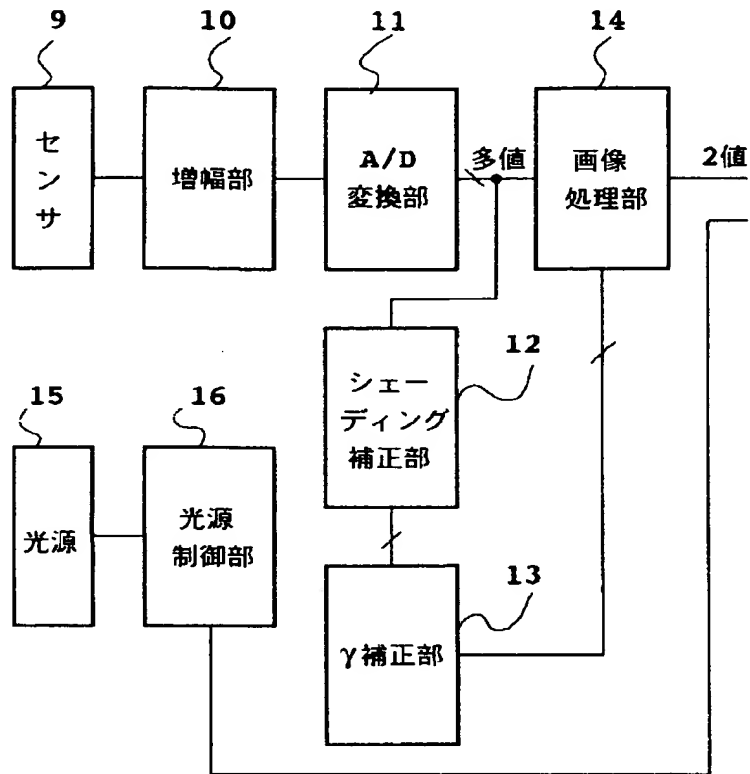 9
10
11
14
セ
ン
サ
増幅部
A/D
変換部
多値
画像
処理部
2値
12
シェー
ディング
補正部
15
16
光源
光源
制御部
13
γ補正部